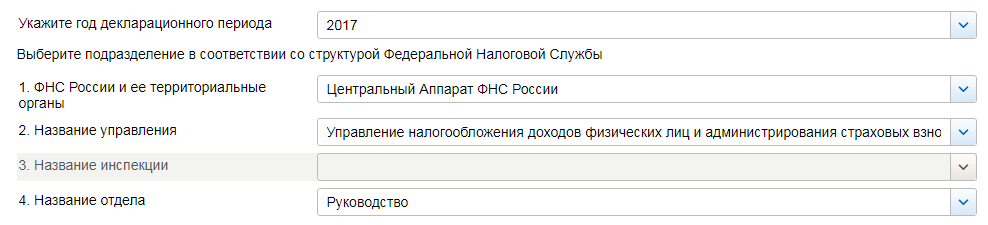 Укажите год декларационного периода
2017
Выберите подразделение в соответствии со структурой Федеральной Налоговой Службы
1. ФНС России и ее территориальные
органы
Центральный Аппарат ФНС России
2. Название управления
Управление налогообложения доходов физических лиц и администрирования страховых взно
3. Название инспекции
4. Название отдела
Руководство